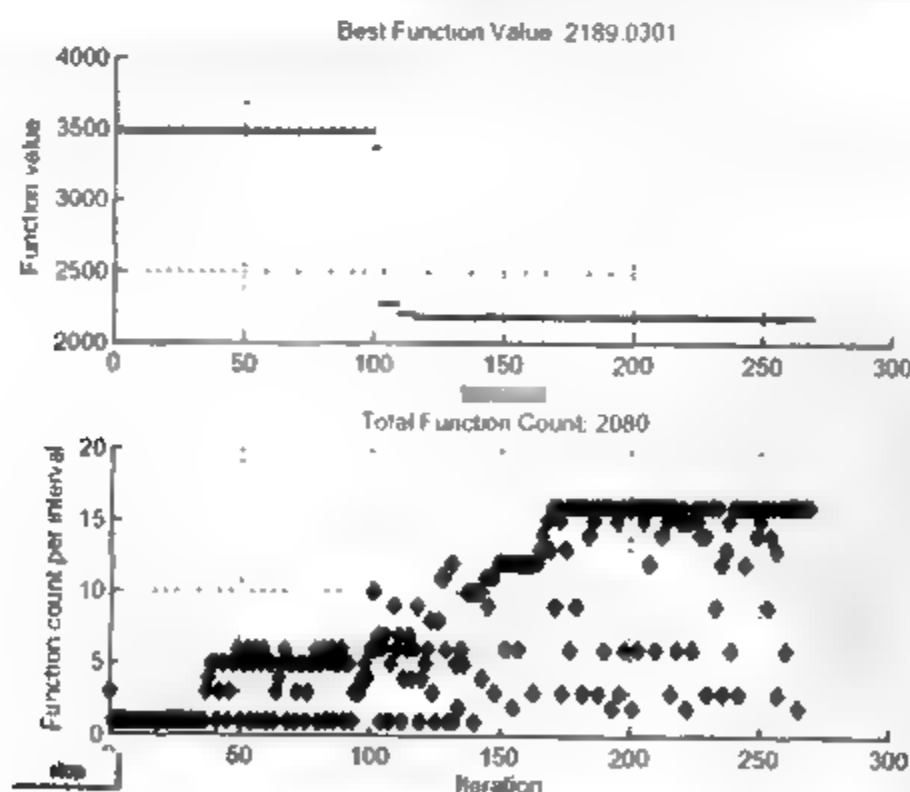 Best Function Value 2189.0301
4000
3500
3000
2500
2000
Function value
0 50 100 150 200 250 300
Total Function Count: 2080
20
15
10
5
0
Function count per interval
0 50 100 150 200 250 300
Iteration
stop